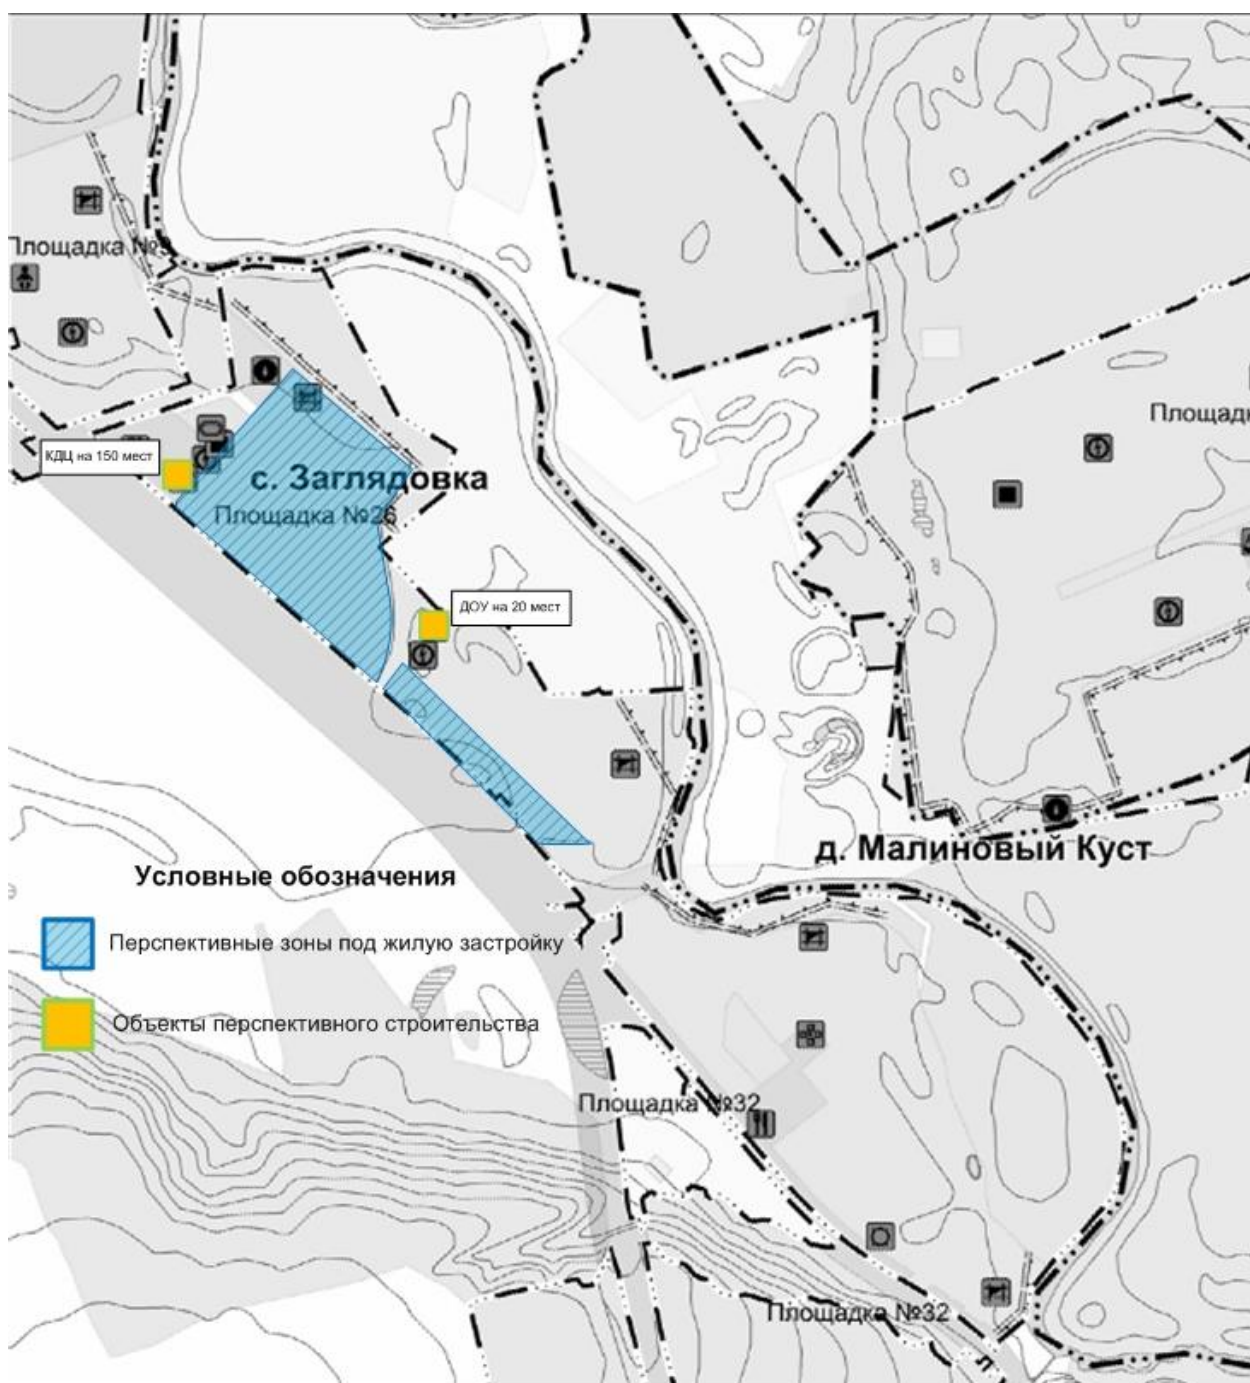 Площадка №9
КДЦ на 150 мест
с. Заглядовка
Площадка №26
Площадк
ДОУ на 20 мест
д. Малиновый Куст
Условные обозначения
Перспективные зоны под жилую застройку
Объекты перспективного строительства
Площадка №32
Площадка №32